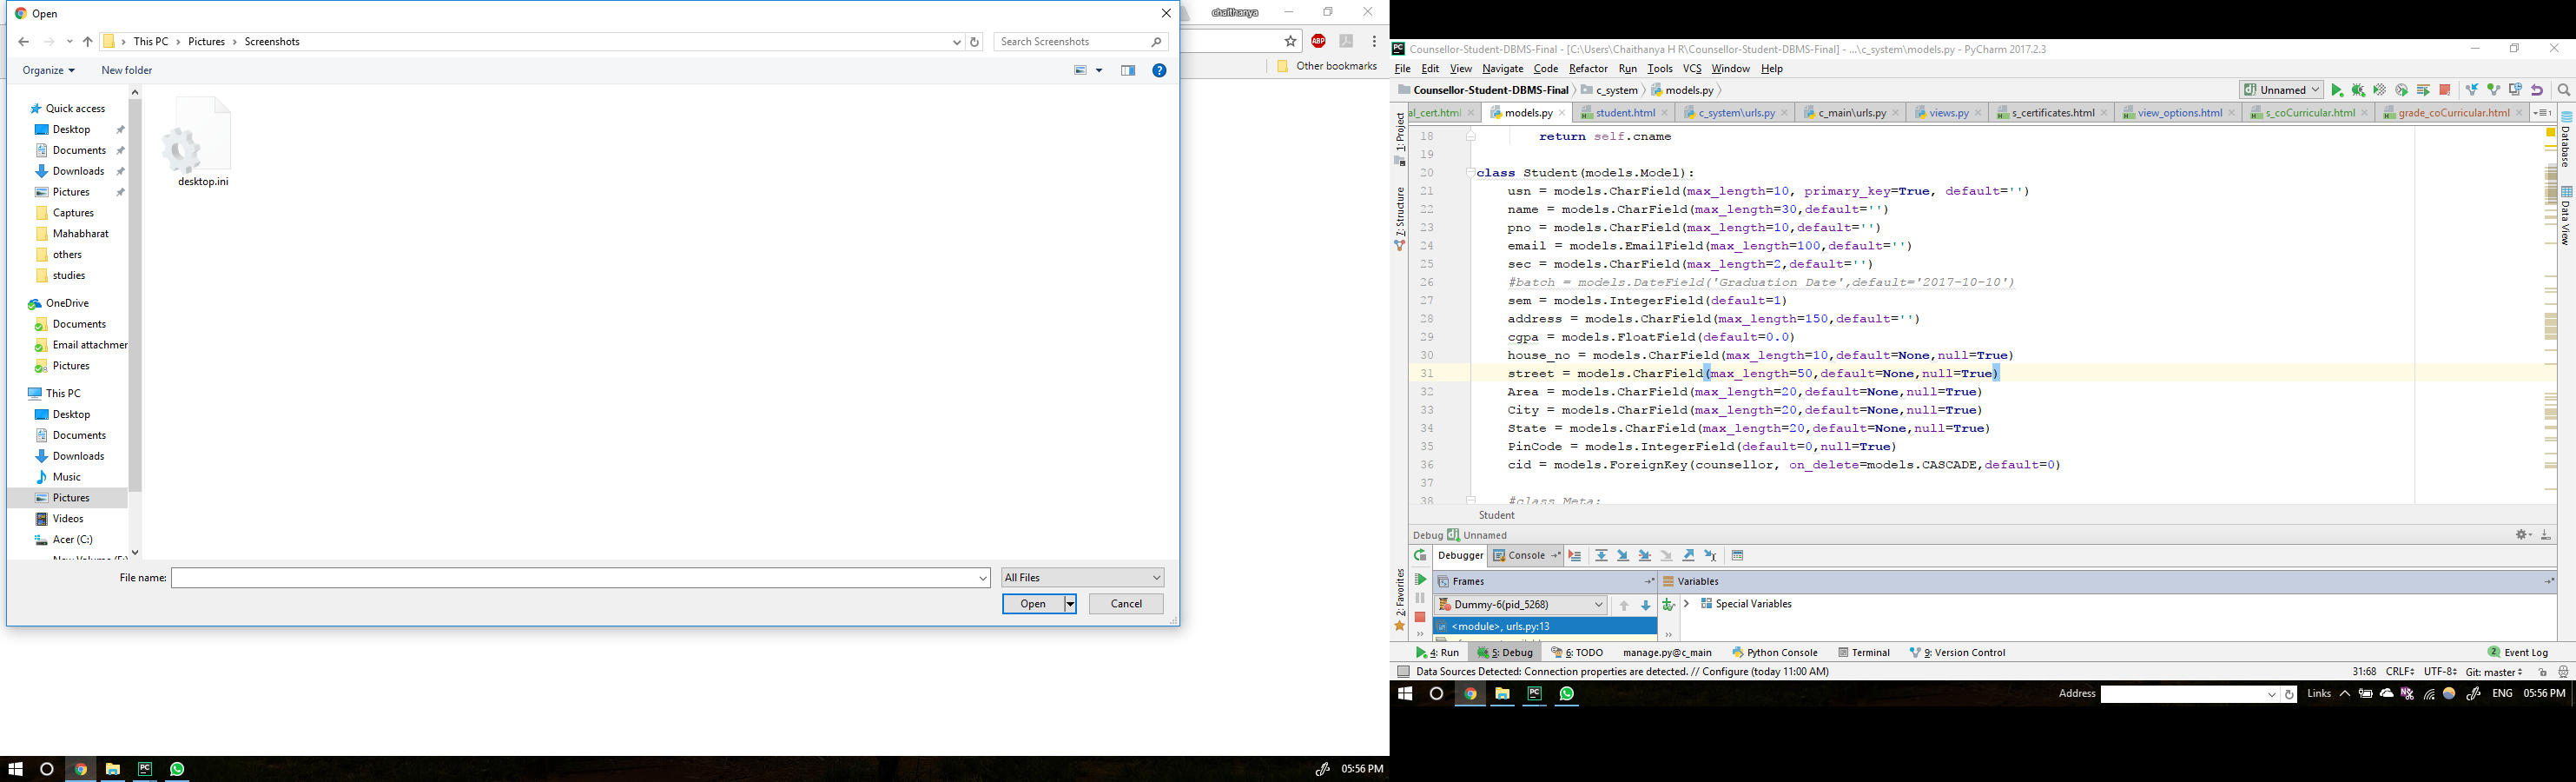 Open
chaithanya
This PC > Pictures > Screenshots
Search Screenshots
ABP
Organize
New folder
Other bookmarks
Quick access
Desktop
Documents
Downloads
Pictures
Captures
Mahabharat
others
studies
OneDrive
Documents
Email attachmer
Pictures
This PC
Desktop
Documents
Downloads
Music
Pictures
Videos
Acer (C:)
desktop.ini
File name:
All Files
Open
Cancel
05:56 PM
Counsellor-Student-DBMS-Final - [C:\Users\Chaithanya H R\Counsellor-Student-DBMS-Final] - ...\c_system\models.py - PyCharm 2017.2.3
File Edit View Navigate Code Refactor Run Tools VCS Window Help
Counsellor-Student-DBMS-Final c_system models.py
Unnamed
al_cert.html models.py student.html c_system\urls.py c_main\urls.py views.py s_certificates.html view_options.html s_coCurricular.html grade_coCurricular.html
1: Project
7: Structure
2: Favorites
Database
Data View
18 return self.cname
19
20 class Student(models.Model):
21 usn = models.CharField(max_length=10, primary_key=True, default='')
22 name = models.CharField(max_length=30,default='')
23 pno = models.CharField(max_length=10,default='')
24 email = models.EmailField(max_length=100,default='')
25 sec = models.CharField(max_length=2,default='')
26 #batch = models.DateField('Graduation Date',default='2017-10-10')
27 sem = models.IntegerField(default=1)
28 address = models.CharField(max_length=150,default='')
29 cgpa = models.FloatField(default=0.0)
30 house_no = models.CharField(max_length=10,default=None,null=True)
31 street = models.CharField(max_length=50,default=None,null=True)
32 Area = models.CharField(max_length=20,default=None,null=True)
33 City = models.CharField(max_length=20,default=None,null=True)
34 State = models.CharField(max_length=20,default=None,null=True)
35 PinCode = models.IntegerField(default=0,null=True)
36 cid = models.ForeignKey(counsellor, on_delete=models.CASCADE,default=0)
37
38 #class Meta:
Student
Debug Unnamed
Debugger Console
Frames
Variables
Dummy-6(pid_5268)
Special Variables
<module>, urls.py:13
4: Run 5: Debug 6: TODO manage.py@c_main Python Console Terminal 9: Version Control
2 Event Log
Data Sources Detected: Connection properties are detected. // Configure (today 11:00 AM)
31:68 CRLF UTF-8 Git: master
Address
Links
ENG
05:56 PM